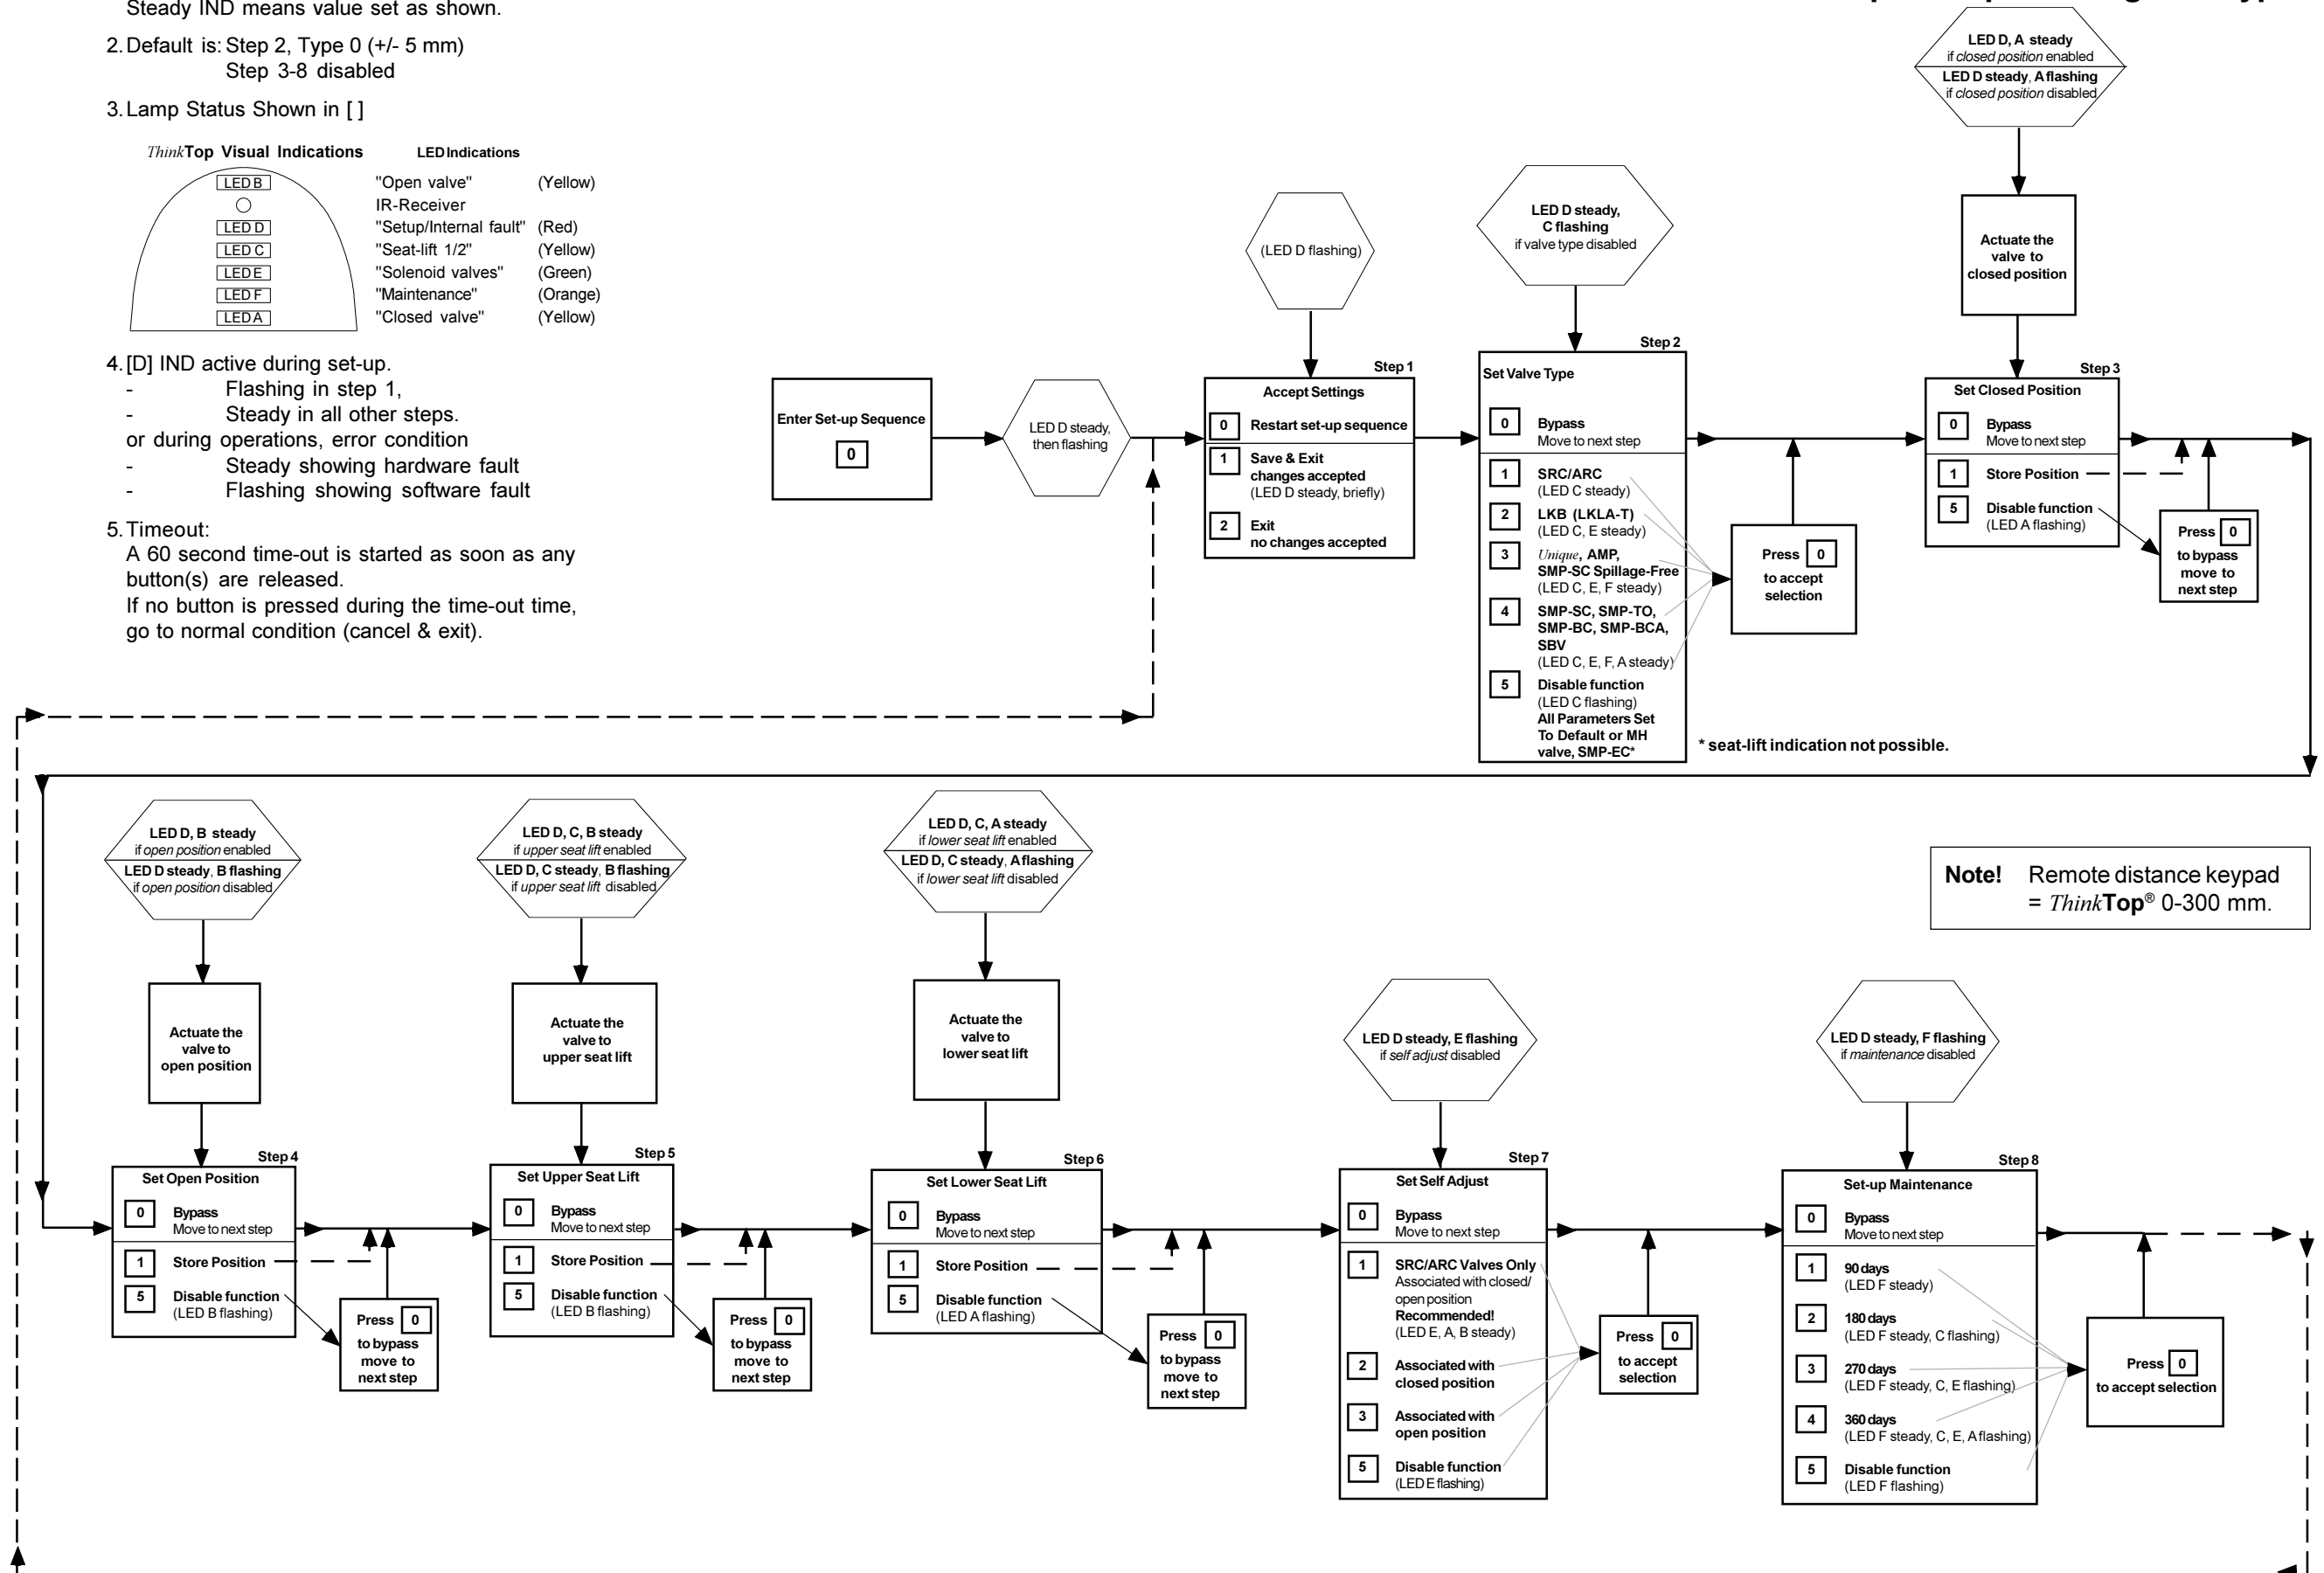 Steady IND means value set as shown.
2. Default is: Step 2, Type 0 (+/- 5 mm)
Step 3-8 disabled
3. Lamp Status Shown in [ ]
ThinkTop Visual Indications LED Indications
LED B "Open valve" (Yellow)
IR-Receiver
LED D "Setup/Internal fault" (Red)
LED C "Seat-lift 1/2" (Yellow)
LED E "Solenoid valves" (Green)
LED F "Maintenance" (Orange)
LED A "Closed valve" (Yellow)
4. [D] IND active during set-up.
- Flashing in step 1,
- Steady in all other steps.
or during operations, error condition
- Steady showing hardware fault
- Flashing showing software fault
5. Timeout:
A 60 second time-out is started as soon as any
button(s) are released.
If no button is pressed during the time-out time,
go to normal condition (cancel & exit).
Enter Set-up Sequence
0
LED D steady,
then flashing
(LED D flashing)
Step 1
Accept Settings
0 Restart set-up sequence
1 Save & Exit
changes accepted
(LED D steady, briefly)
2 Exit
no changes accepted
LED D steady,
C flashing
if valve type disabled
Step 2
Set Valve Type
0 Bypass
Move to next step
1 SRC/ARC
(LED C steady)
2 LKB (LKLA-T)
(LED C, E steady)
3 Unique, AMP,
SMP-SC Spillage-Free
(LED C, E, F steady)
4 SMP-SC, SMP-TO,
SMP-BC, SMP-BCA,
SBV
(LED C, E, F, A steady)
5 Disable function
(LED C flashing)
All Parameters Set
To Default or MH
valve, SMP-EC*
Press 0
to accept
selection
* seat-lift indication not possible.
LED D, A steady
if closed position enabled
LED D steady, A flashing
if closed position disabled
Actuate the
valve to
closed position
Step 3
Set Closed Position
0 Bypass
Move to next step
1 Store Position
5 Disable function
(LED A flashing)
Press 0
to bypass
move to
next step
LED D, B steady
if open position enabled
LED D steady, B flashing
if open position disabled
Actuate the
valve to
open position
Step 4
Set Open Position
0 Bypass
Move to next step
1 Store Position
5 Disable function
(LED B flashing)
Press 0
to bypass
move to
next step
LED D, C, B steady
if upper seat lift enabled
LED D, C steady, B flashing
if upper seat lift disabled
Actuate the
valve to
upper seat lift
Step 5
Set Upper Seat Lift
0 Bypass
Move to next step
1 Store Position
5 Disable function
(LED B flashing)
Press 0
to bypass
move to
next step
LED D, C, A steady
if lower seat lift enabled
LED D, C steady, A flashing
if lower seat lift disabled
Actuate the
valve to
lower seat lift
Step 6
Set Lower Seat Lift
0 Bypass
Move to next step
1 Store Position
5 Disable function
(LED A flashing)
Press 0
to bypass
move to
next step
Note! Remote distance keypad
= ThinkTop® 0-300 mm.
LED D steady, E flashing
if self adjust disabled
Step 7
Set Self Adjust
0 Bypass
Move to next step
1 SRC/ARC Valves Only
Associated with closed/
open position
Recommended!
(LED E, A, B steady)
2 Associated with
closed position
3 Associated with
open position
5 Disable function
(LED E flashing)
Press 0
to accept
selection
LED D steady, F flashing
if maintenance disabled
Step 8
Set-up Maintenance
0 Bypass
Move to next step
1 90 days
(LED F steady)
2 180 days
(LED F steady, C flashing)
3 270 days
(LED F steady, C, E flashing)
4 360 days
(LED F steady, C, E, A flashing)
5 Disable function
(LED F flashing)
Press 0
to accept selection